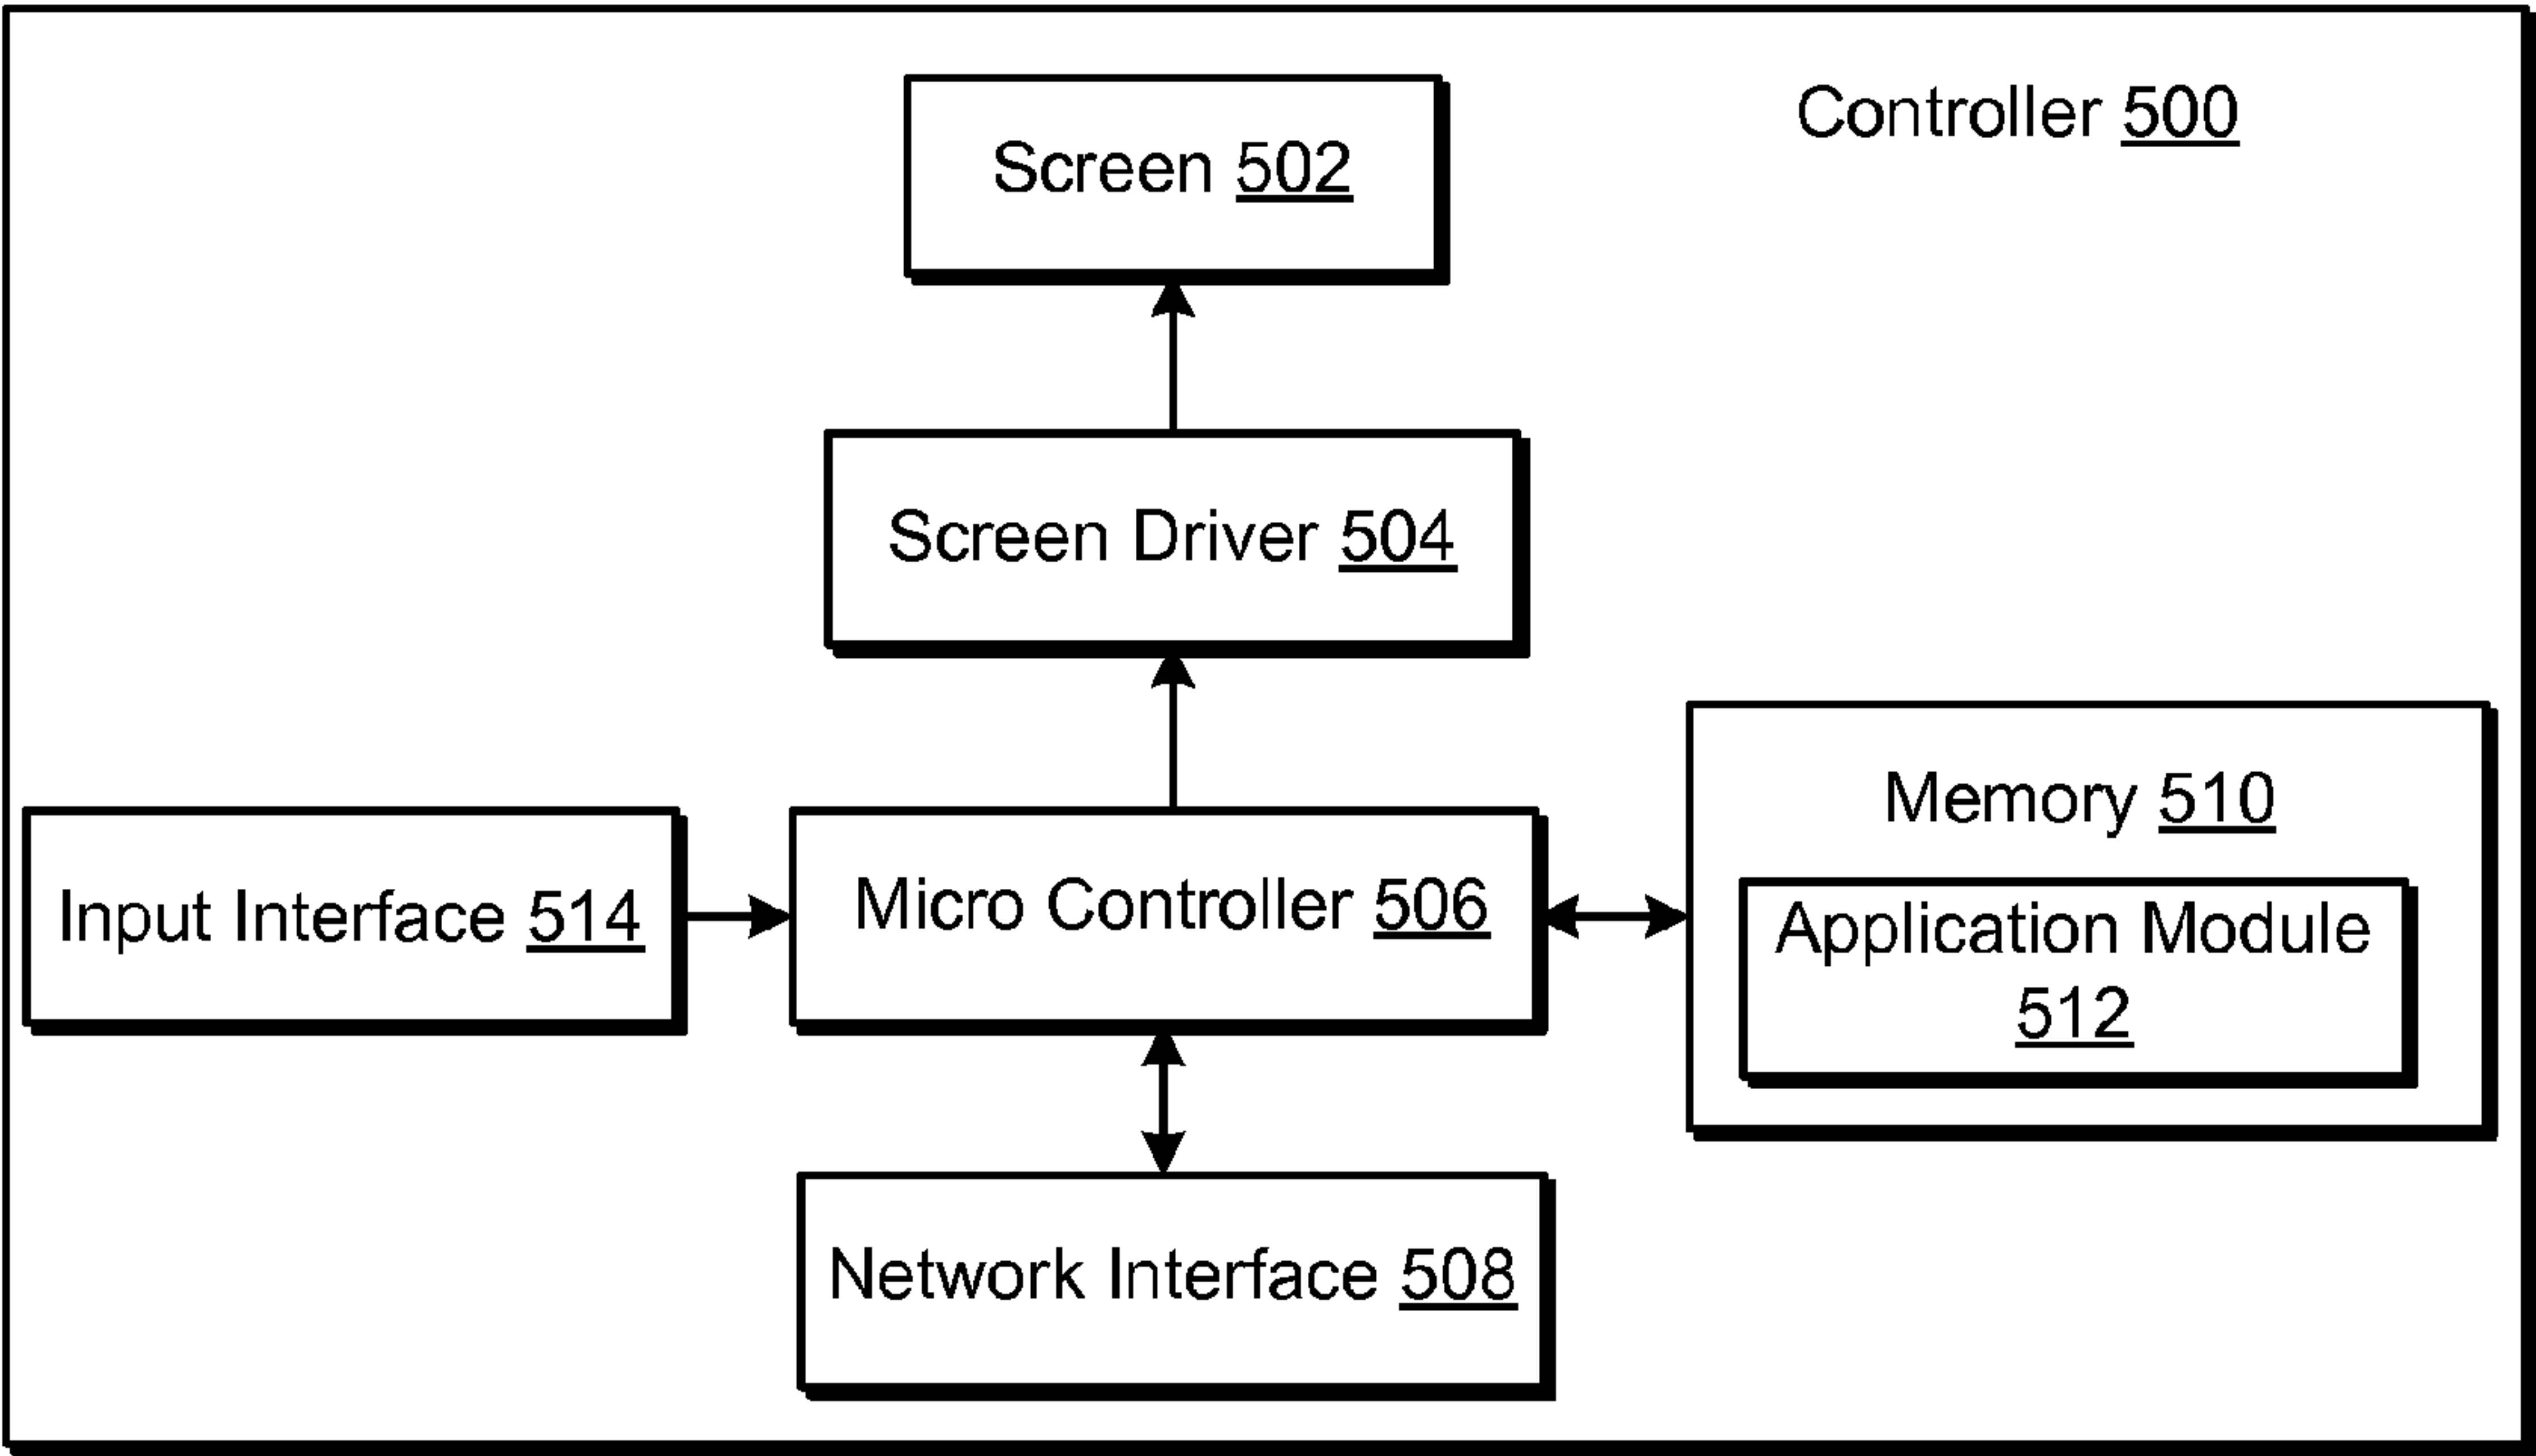 Controller 500
Screen 502
Screen Driver 504
Memory 510
Input Interface 514
Micro Controller 506
Application Module
512
Network Interface 508